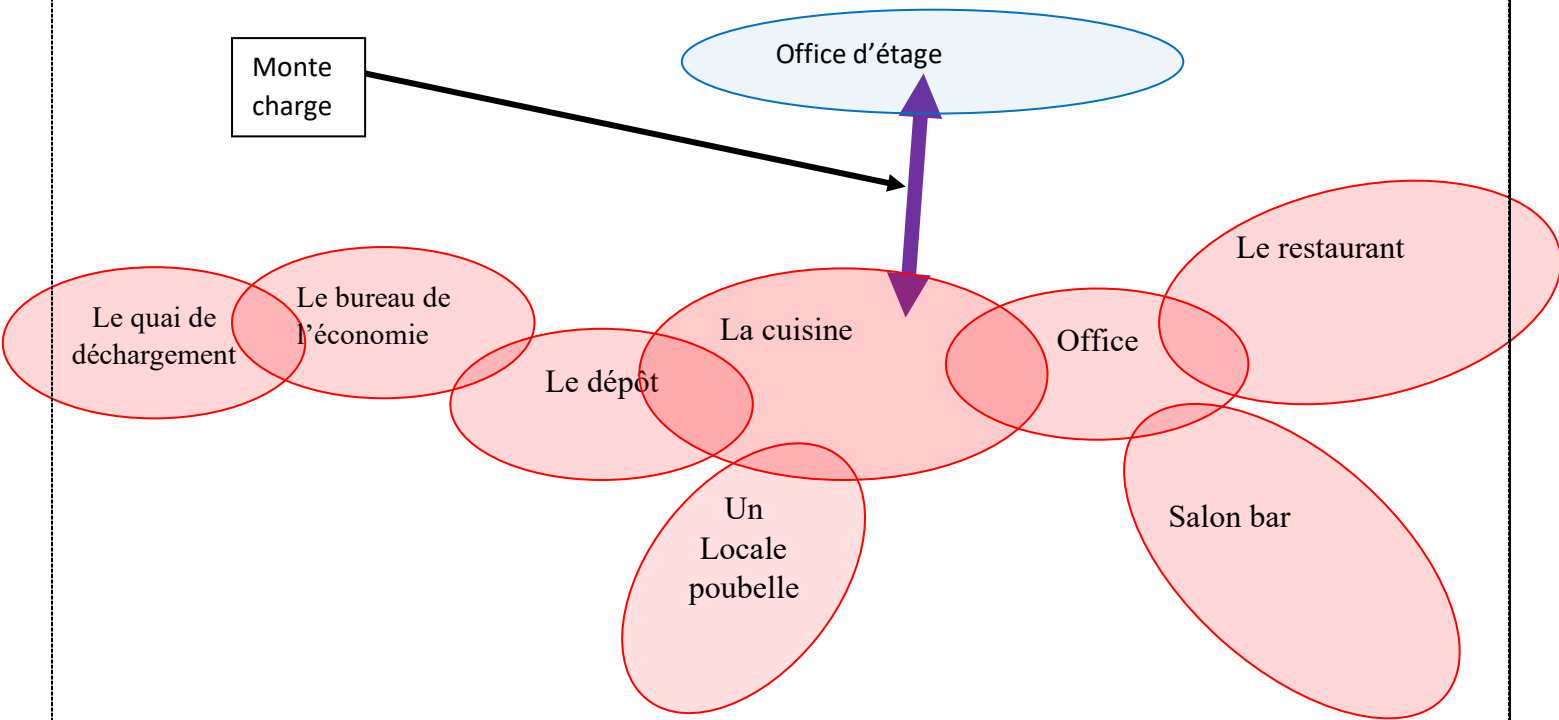 Office d’étage
Monte
charge
Le restaurant
Le bureau de
l’économie
Le quai de
déchargement
La cuisine
Office
Le dépôt
Un
Locale
poubelle
Salon bar